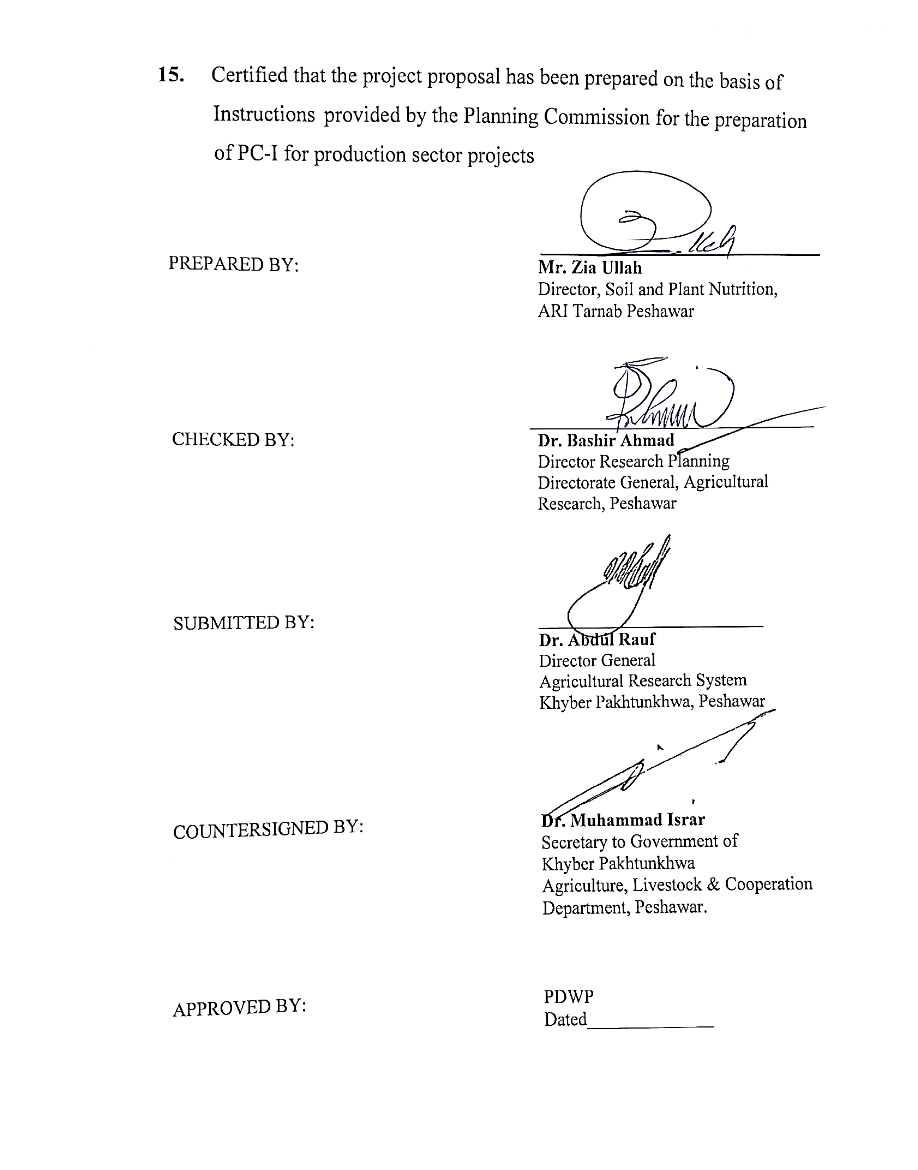 15. Certified that the project proposal has been prepared on the basis of
Instructions provided by the Planning Commission for the preparation
of PC-I for production sector projects
PREPARED BY:
Mr. Zia Ullah
Director, Soil and Plant Nutrition,
ARI Tarnab Peshawar
CHECKED BY:
Dr. Bashir Ahmad
Director Research Planning
Directorate General, Agricultural
Research, Peshawar
SUBMITTED BY:
Dr. Abdul Rauf
Director General
Agricultural Research System
Khyber Pakhtunkhwa, Peshawar
COUNTERSIGNED BY:
Dr. Muhammad Israr
Secretary to Government of
Khyber Pakhtunkhwa
Agriculture, Livestock & Cooperation
Department, Peshawar.
APPROVED BY:
PDWP
Dated